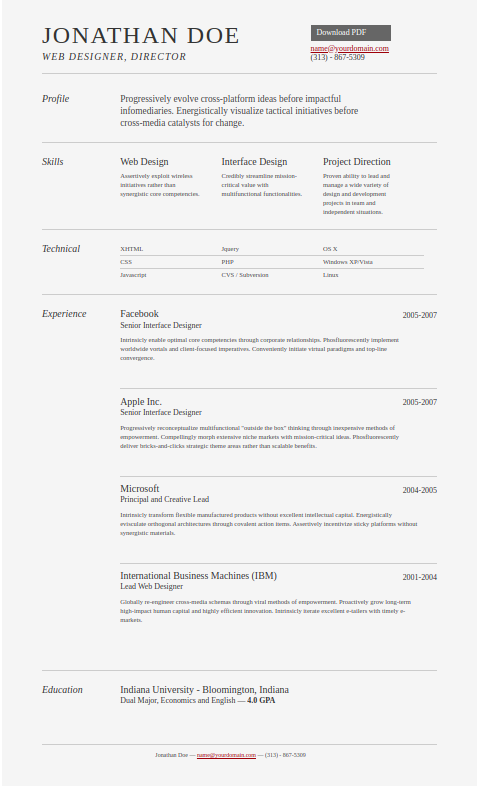 JONATHAN DOE
WEB DESIGNER, DIRECTOR
Download PDF
name@yourdomain.com
(313) - 867-5309
Profile
Progressively evolve cross-platform ideas before impactful
infomediaries. Energistically visualize tactical initiatives before
cross-media catalysts for change.
Skills
Web Design
Assertively exploit wireless
initiatives rather than
synergistic core competencies.
Interface Design
Credibly streamline mission-
critical value with
multifunctional functionalities.
Project Direction
Proven ability to lead and
manage a wide variety of
design and development
projects in team and
independent situations.
Technical
XHTML Jquery OS X
CSS PHP Windows XP/Vista
Javascript CVS / Subversion Linux
Experience
Facebook 2005-2007
Senior Interface Designer
Intrinsicly enable optimal core competencies through corporate relationships. Phosfluorescently implement
worldwide vortals and client-focused imperatives. Conveniently initiate virtual paradigms and top-line
convergence.
Apple Inc. 2005-2007
Senior Interface Designer
Progressively reconceptualize multifunctional "outside the box" thinking through inexpensive methods of
empowerment. Compellingly morph extensive niche markets with mission-critical ideas. Phosfluorescently
deliver bricks-and-clicks strategic theme areas rather than scalable benefits.
Microsoft 2004-2005
Principal and Creative Lead
Intrinsicly transform flexible manufactured products without excellent intellectual capital. Energistically
evisculate orthogonal architectures through covalent action items. Assertively incentivize sticky platforms without
synergistic materials.
International Business Machines (IBM) 2001-2004
Lead Web Designer
Globally re-engineer cross-media schemas through viral methods of empowerment. Proactively grow long-term
high-impact human capital and highly efficient innovation. Intrinsicly iterate excellent e-tailers with timely e-
markets.
Education
Indiana University - Bloomington, Indiana
Dual Major, Economics and English — 4.0 GPA
Jonathan Doe — name@yourdomain.com — (313) - 867-5309